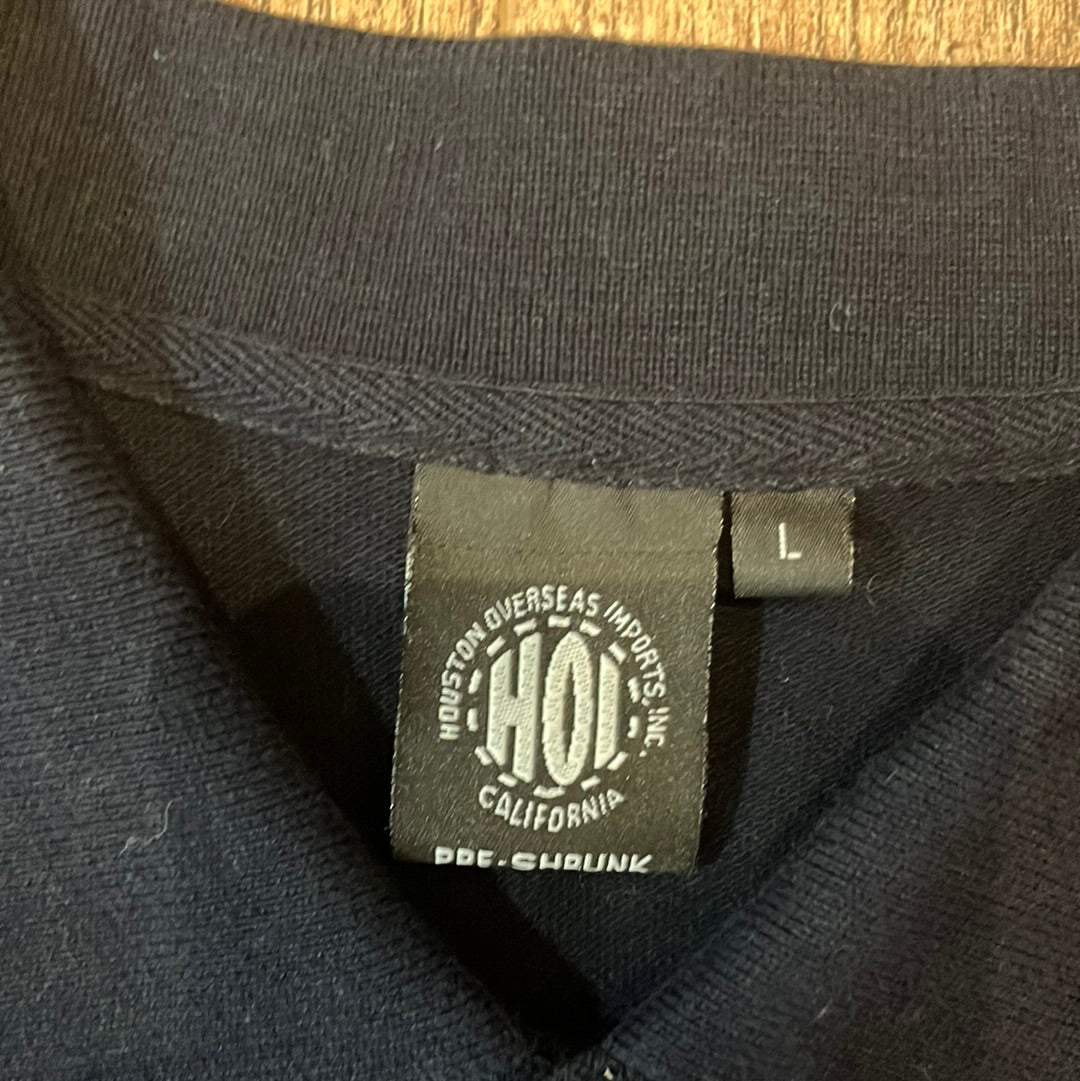 HOUSTON OVERSEAS IMPORTS, INC.
HOI
CALIFORNIA
PRE-SHRUNK
L